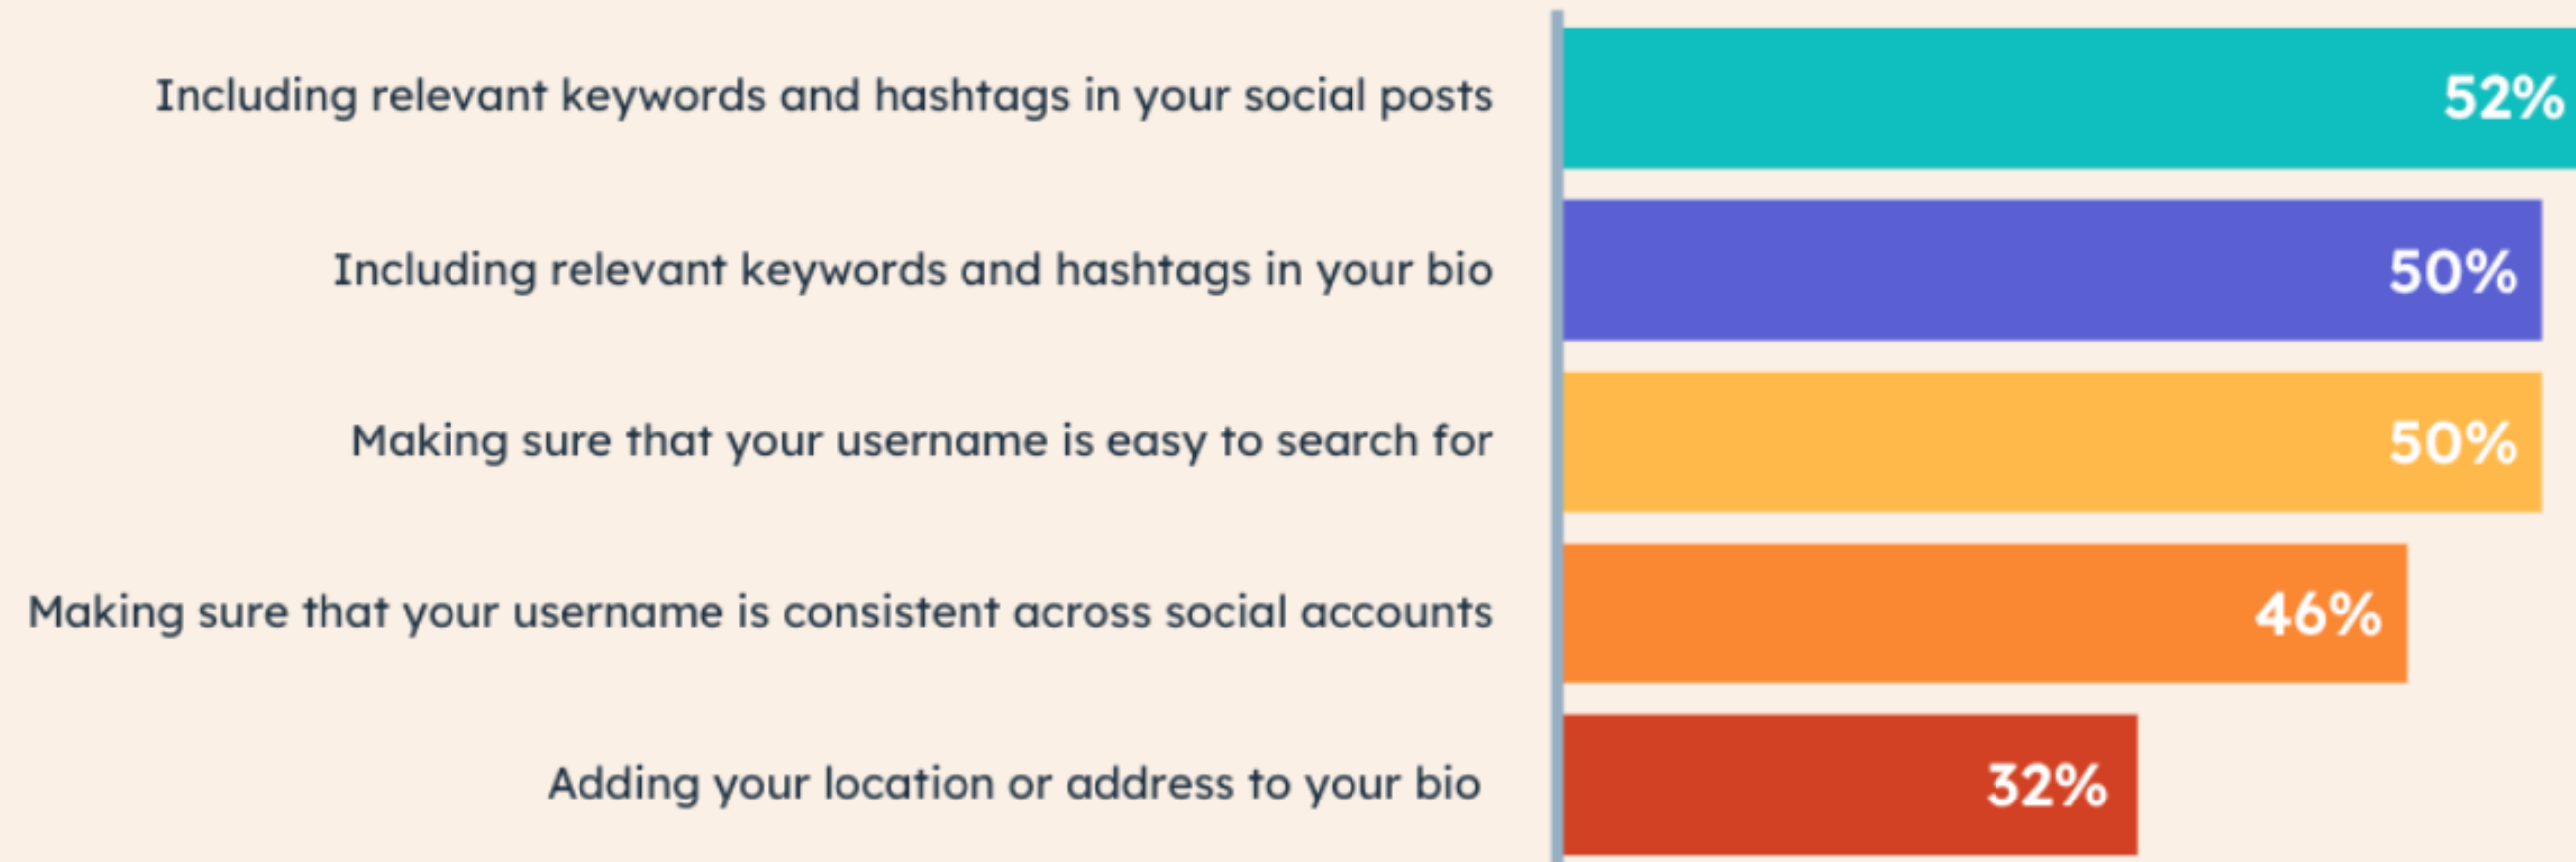 Including relevant keywords and hashtags in your social posts 52%
Including relevant keywords and hashtags in your bio 50%
Making sure that your username is easy to search for 50%
Making sure that your username is consistent across social accounts 46%
Adding your location or address to your bio 32%